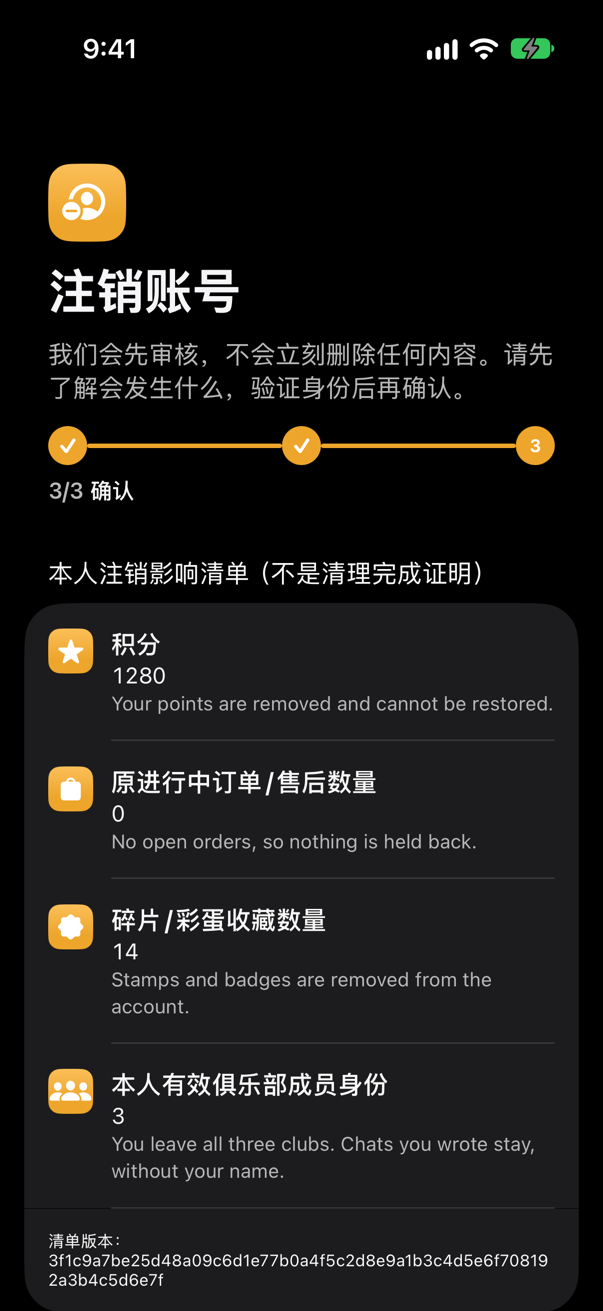 9:41
注销账号
我们会先审核，不会立刻删除任何内容。请先
了解会发生什么，验证身份后再确认。
3
3/3 确认
本人注销影响清单（不是清理完成证明）
积分
1280
Your points are removed and cannot be restored.
原进行中订单/售后数量
0
No open orders, so nothing is held back.
碎片/彩蛋收藏数量
14
Stamps and badges are removed from the
account.
本人有效俱乐部成员身份
3
You leave all three clubs. Chats you wrote stay,
without your name.
清单版本：
3f1c9a7be25d48a09c6d1e77b0a4f5c2d8e9a1b3c4d5e6f70819
2a3b4c5d6e7f